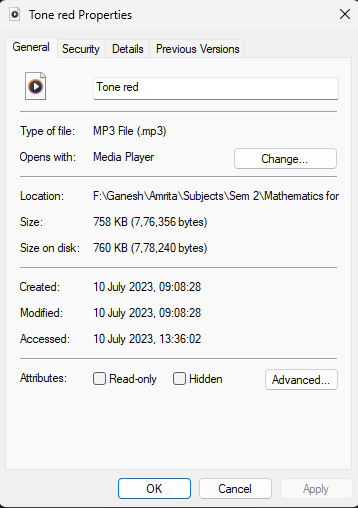 Tone red Properties
General Security Details Previous Versions
Tone red
Type of file: MP3 File (.mp3)
Opens with: Media Player Change...
Location: F:\Ganesh\Amrita\Subjects\Sem 2\Mathematics for
Size: 758 KB (7,76,356 bytes)
Size on disk: 760 KB (7,78,240 bytes)
Created: 10 July 2023, 09:08:28
Modified: 10 July 2023, 09:08:28
Accessed: 10 July 2023, 13:36:02
Attributes: Read-only Hidden Advanced...
OK Cancel Apply